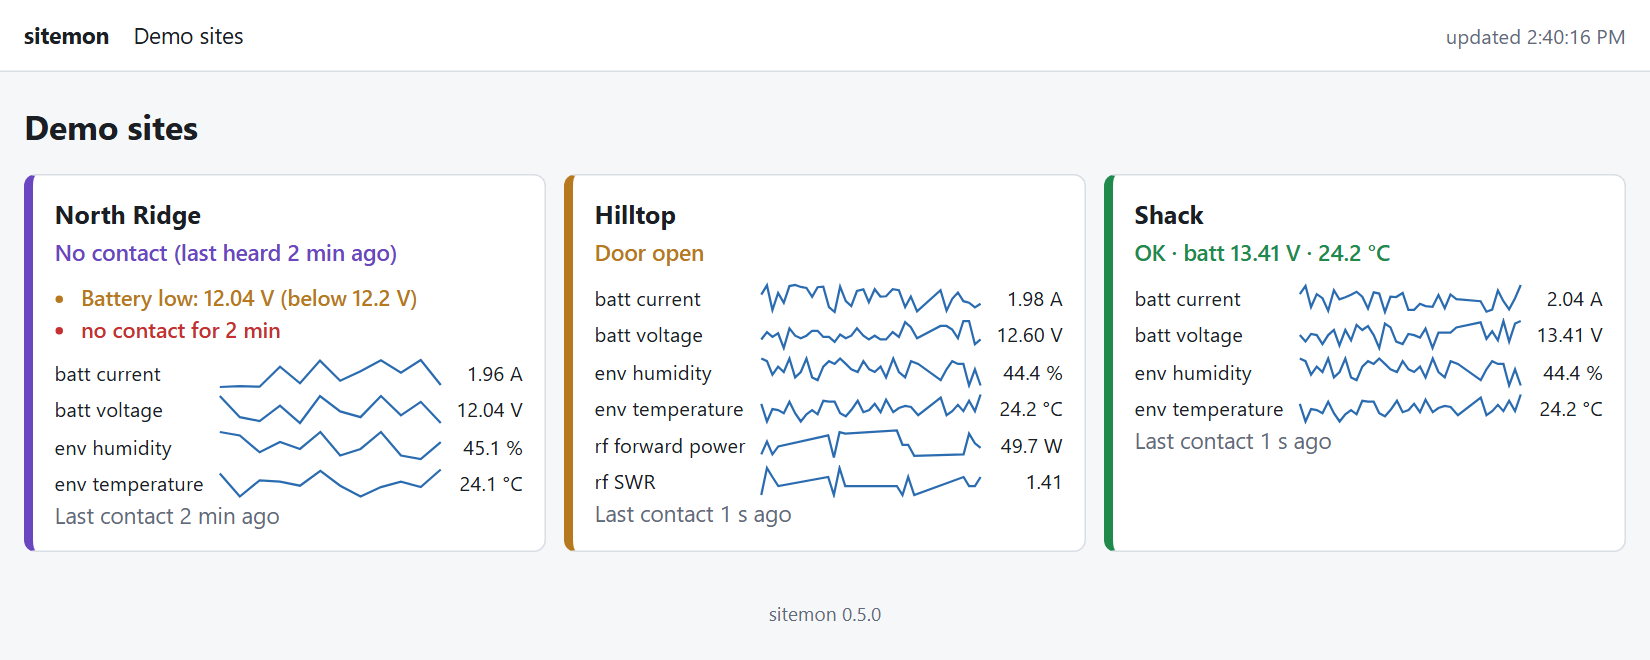 sitemon Demo sites updated 2:40:16 PM
Demo sites
North Ridge
No contact (last heard 2 min ago)
• Battery low: 12.04 V (below 12.2 V)
• no contact for 2 min
batt current 1.96 A
batt voltage 12.04 V
env humidity 45.1 %
env temperature 24.1 °C
Last contact 2 min ago
Hilltop
Door open
batt current 1.98 A
batt voltage 12.60 V
env humidity 44.4 %
env temperature 24.2 °C
rf forward power 49.7 W
rf SWR 1.41
Last contact 1 s ago
Shack
OK · batt 13.41 V · 24.2 °C
batt current 2.04 A
batt voltage 13.41 V
env humidity 44.4 %
env temperature 24.2 °C
Last contact 1 s ago
sitemon 0.5.0